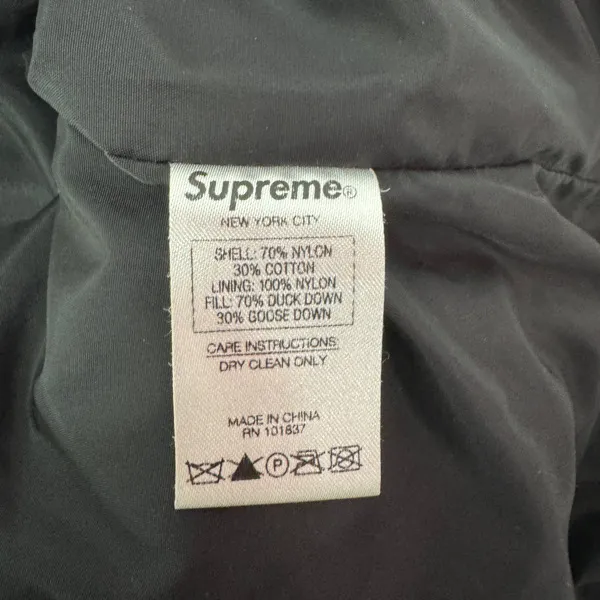 Supreme®
NEW YORK CITY
SHELL: 70% NYLON
30% COTTON
LINING: 100% NYLON
FILL: 70% DUCK DOWN
30% GOOSE DOWN
CARE INSTRUCTIONS:
DRY CLEAN ONLY
MADE IN CHINA
RN 101837
P